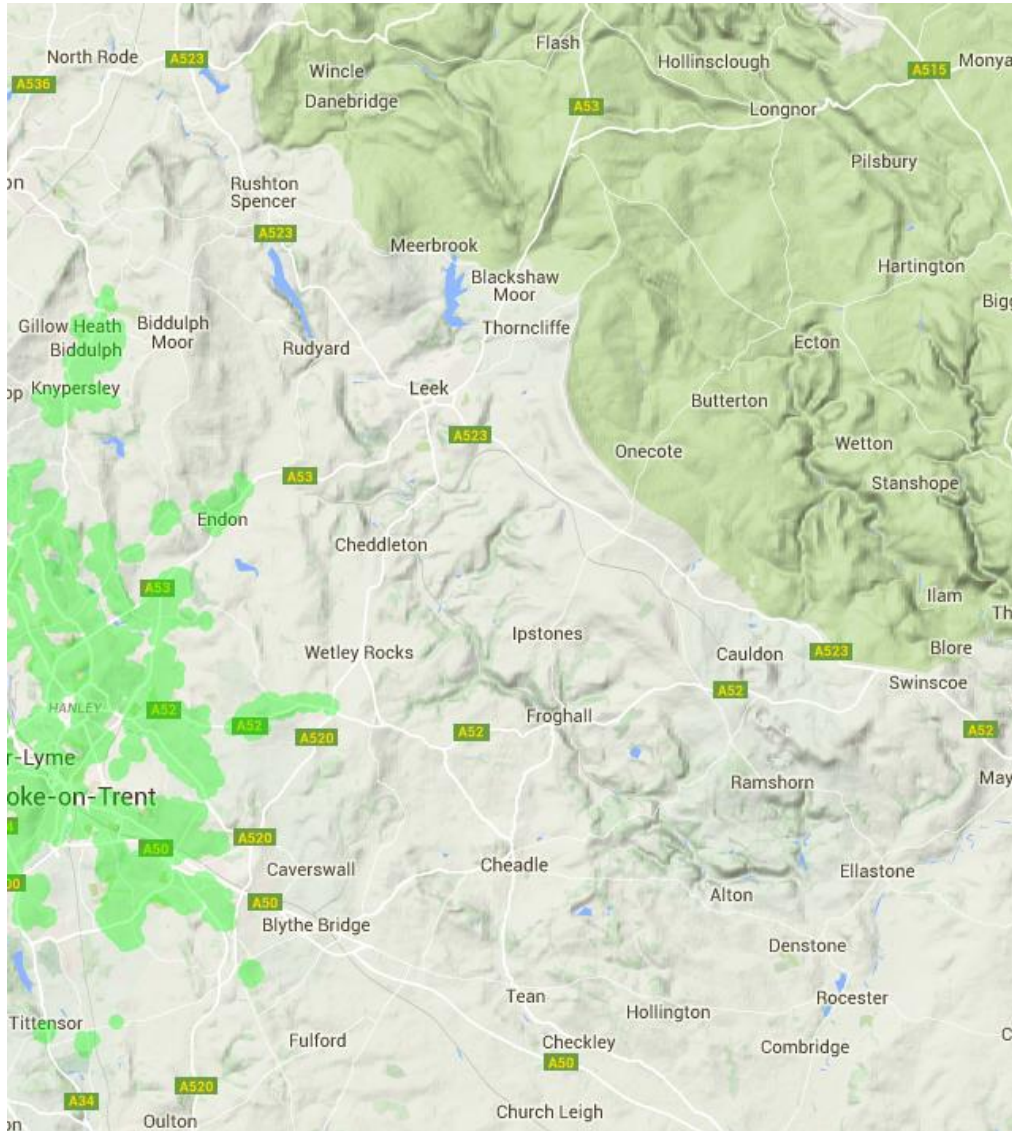 Flash
North Rode
A523
Hollinsclough
Monya
Wincle
A536
A515
Danebridge
A53
Longnor
Pilsbury
on
Rushton
Spencer
A523
Meerbrook
Hartington
Blackshaw
Moor
Bigg
Gillow Heath
Biddulph
Moor
Thorncliffe
Biddulph
Rudyard
Ecton
op
Knypersley
Leek
Butterton
A523
Wetton
Onecote
A53
Stanshope
Endon
Cheddleton
A53
Ilam
Th
Ipstones
Wetley Rocks
Cauldon
A523
Blore
Swinscoe
A52
HANLEY
A52
A52
Froghall
A52
A52
A520
r-Lyme
May
Ramshorn
oke-on-Trent
A520
A50
Cheadle
Caverswall
Ellastone
00
Alton
A50
Blythe Bridge
Denstone
Tean
Rocester
Tittensor
Hollington
C
Fulford
Checkley
Combridge
A50
A520
A34
Church Leigh
Oulton
on